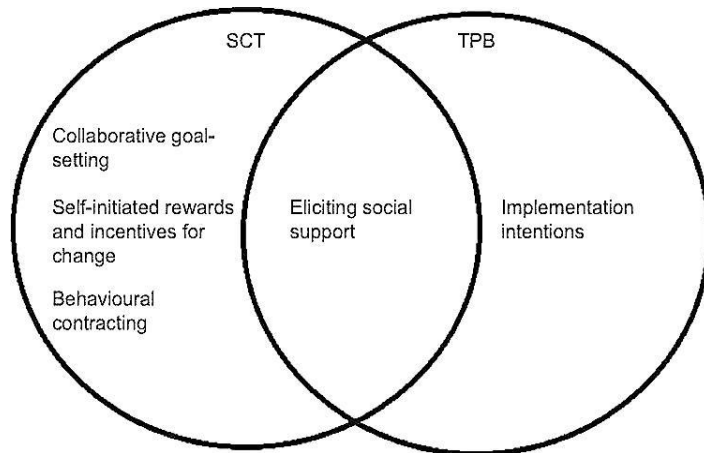 SCT
TPB
Collaborative goal-
setting
Self-initiated rewards
and incentives for
change
Behavioural
contracting
Eliciting social
support
Implementation
intentions